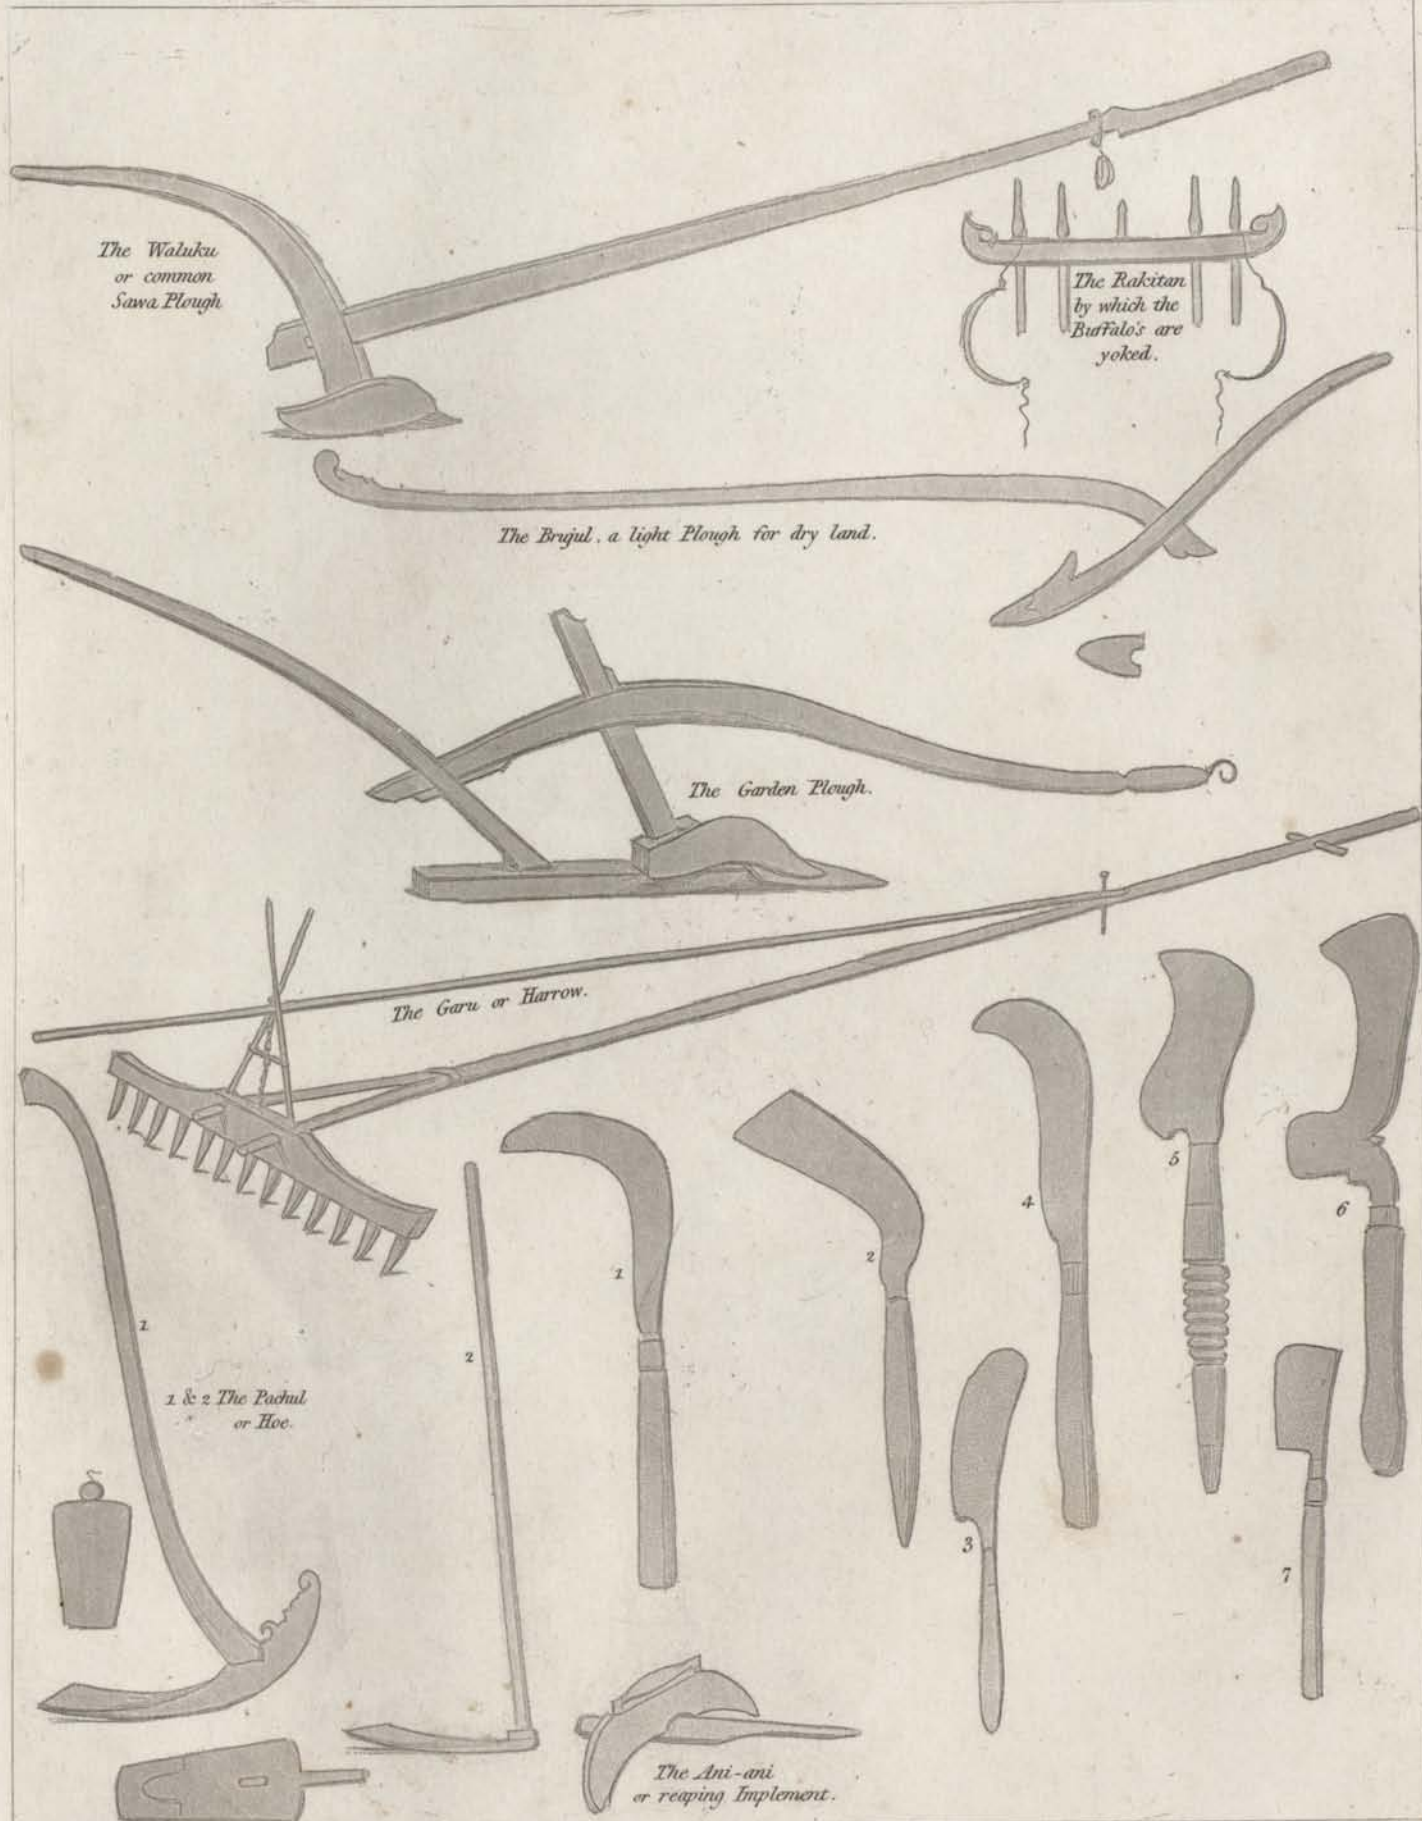 The Waluku
or common
Sawa Plough
The Rakitan
by which the
Buffalo's are
yoked.
The Brujul, a light Plough for dry land.
The Garden Plough.
The Garu or Harrow.
1
2
3
4
5
6
7
1
2
1 & 2 The Pachul
or Hoe.
The Ani-ani
or reaping Implement.